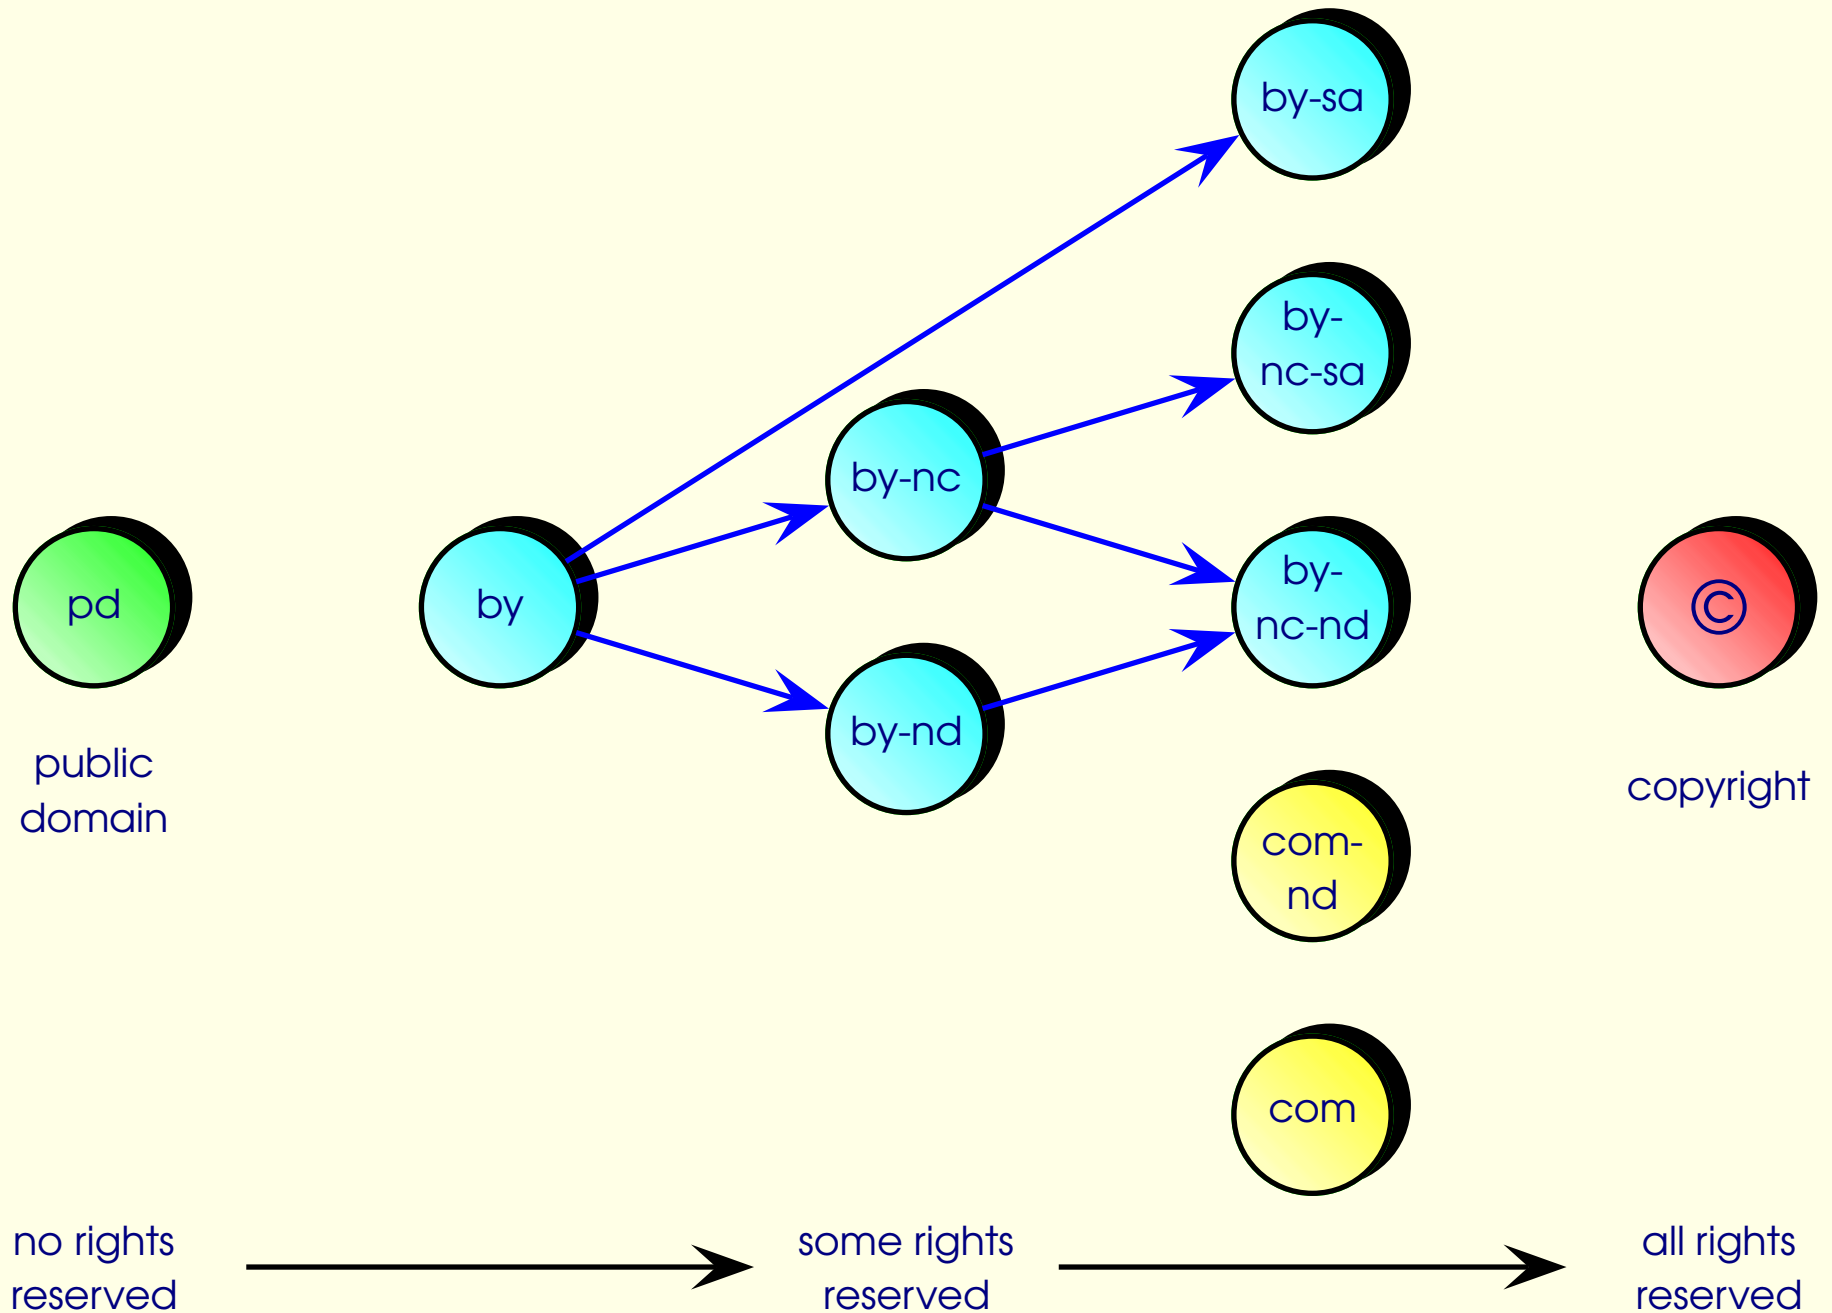 by-sa
by-
nc-sa
by-nc
pd
by
by-
nc-nd
©
by-nd
public
domain
copyright
com-
nd
com
no rights
reserved
some rights
reserved
all rights
reserved